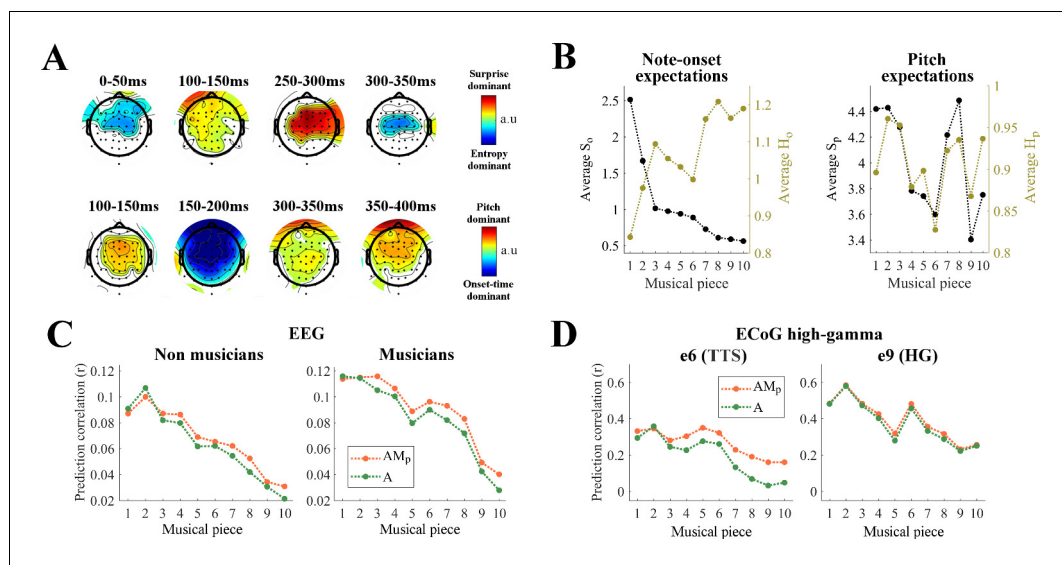 A
0-50ms 100-150ms 250-300ms 300-350ms
Surprise
dominant
a.u
Entropy
dominant
100-150ms 150-200ms 300-350ms 350-400ms
Pitch
dominant
a.u
Onset-time
dominant
B
Note-onset
expectations
Average So
2.5
2
1.5
1
0.5
Average Ho
1.2
1.1
1
0.9
0.8
1 2 3 4 5 6 7 8 9 10
Musical piece
Pitch
expectations
Average Sp
4.4
4.2
4
3.8
3.6
3.4
Average Hp
1
0.95
0.9
0.85
0.8
1 2 3 4 5 6 7 8 9 10
Musical piece
C
EEG
Non musicians
Prediction correlation (r)
0.12
0.1
0.08
0.06
0.04
0.02
1 2 3 4 5 6 7 8 9 10
Musical piece
Musicians
0.12
0.1
0.08
0.06
0.04
0.02
AMp
A
1 2 3 4 5 6 7 8 9 10
Musical piece
D
ECoG high-gamma
e6 (TTS)
Prediction correlation (r)
0.6
0.4
0.2
0
AMp
A
1 2 3 4 5 6 7 8 9 10
Musical piece
e9 (HG)
0.6
0.4
0.2
0
1 2 3 4 5 6 7 8 9 10
Musical piece